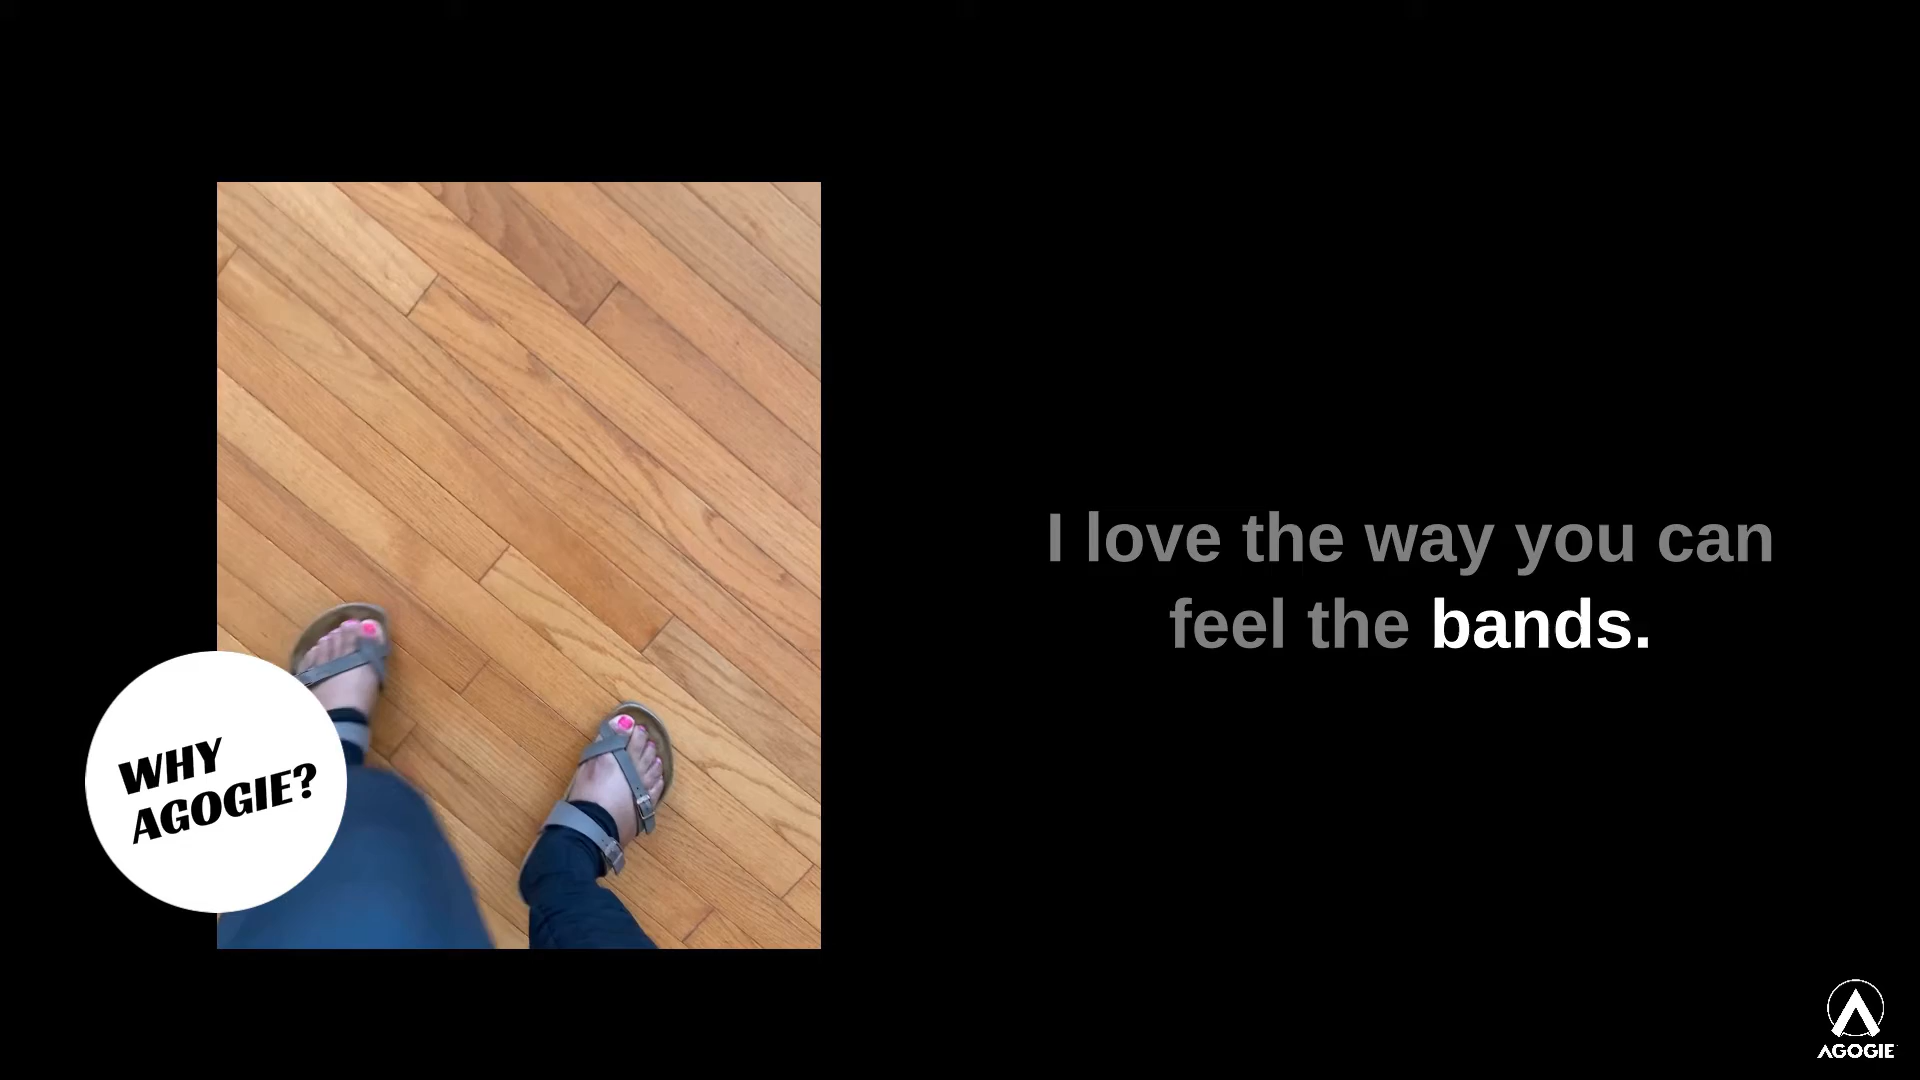 WHY
AGOGIE?
I love the way you can
feel the bands.
AGOGIE